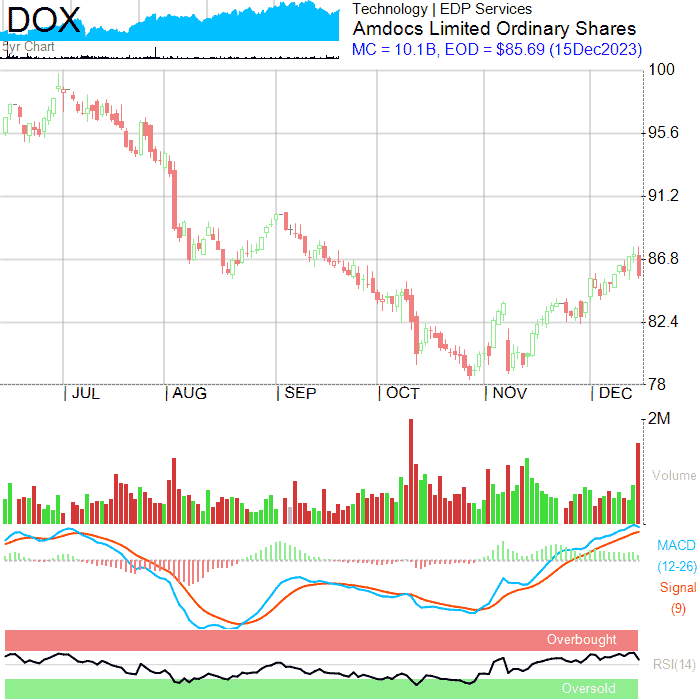 DOX
5yr Chart
Technology | EDP Services
Amdocs Limited Ordinary Shares
MC = 10.1B, EOD = $85.69 (15Dec2023)
100
95.6
91.2
86.8
82.4
78
JUL AUG SEP OCT NOV DEC
2M
Volume
MACD
(12-26)
Signal
(9)
Overbought
RSI(14)
Oversold